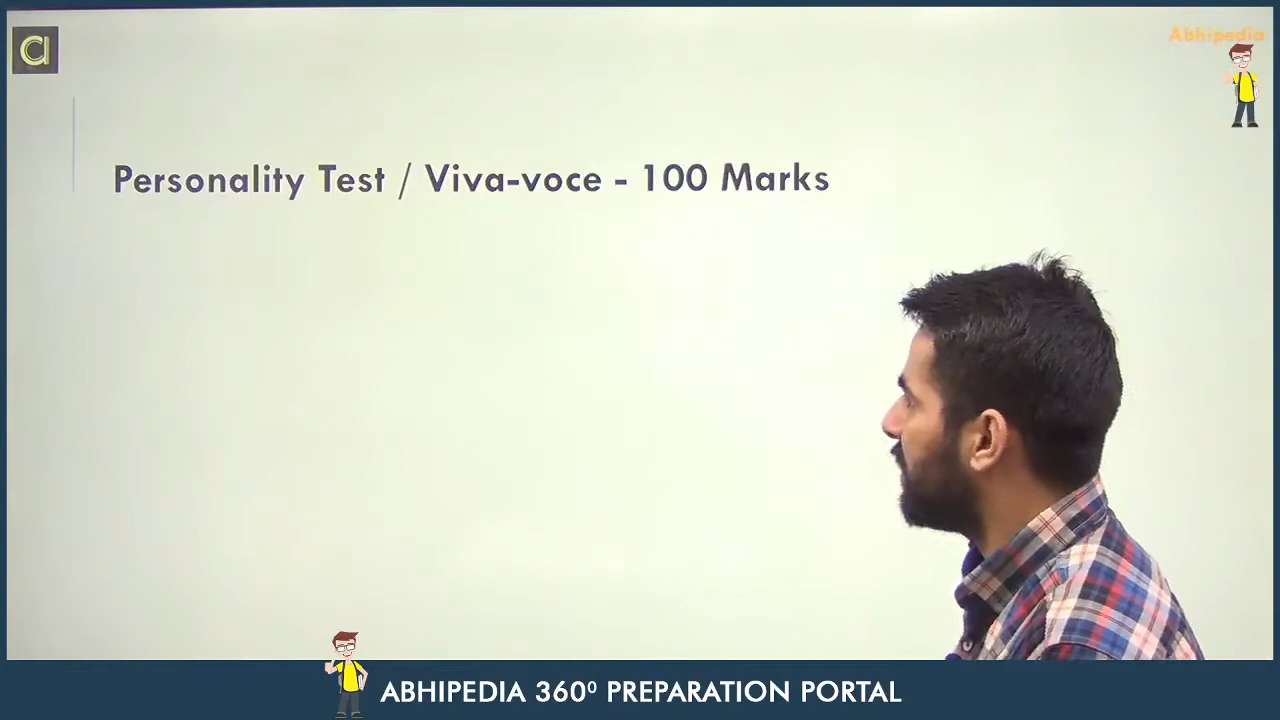 Abhipedia
Personality Test / Viva-voce - 100 Marks
ABHIPEDIA 360⁰ PREPARATION PORTAL